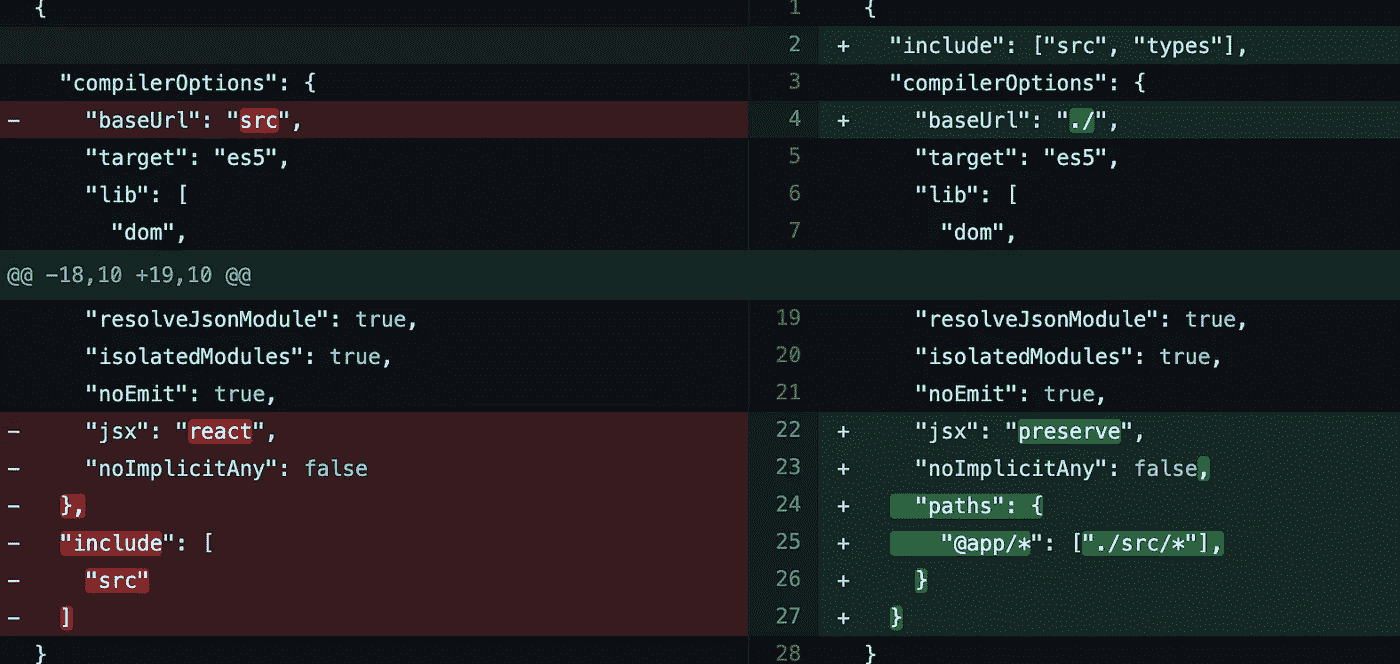 {
"compilerOptions": {
- "baseUrl": "src",
"target": "es5",
"lib": [
"dom",
1 {
2 + "include": ["src", "types"],
3 "compilerOptions": {
4 + "baseUrl": "./",
5 "target": "es5",
6 "lib": [
7 "dom",
@@ -18,10 +19,10 @@
"resolveJsonModule": true,
"isolatedModules": true,
"noEmit": true,
- "jsx": "react",
- "noImplicitAny": false
- },
- "include": [
- "src"
- ]
}
19 "resolveJsonModule": true,
20 "isolatedModules": true,
21 "noEmit": true,
22 + "jsx": "preserve",
23 + "noImplicitAny": false,
24 + "paths": {
25 + "@app/*": ["./src/*"],
26 + }
27 + }
28 }